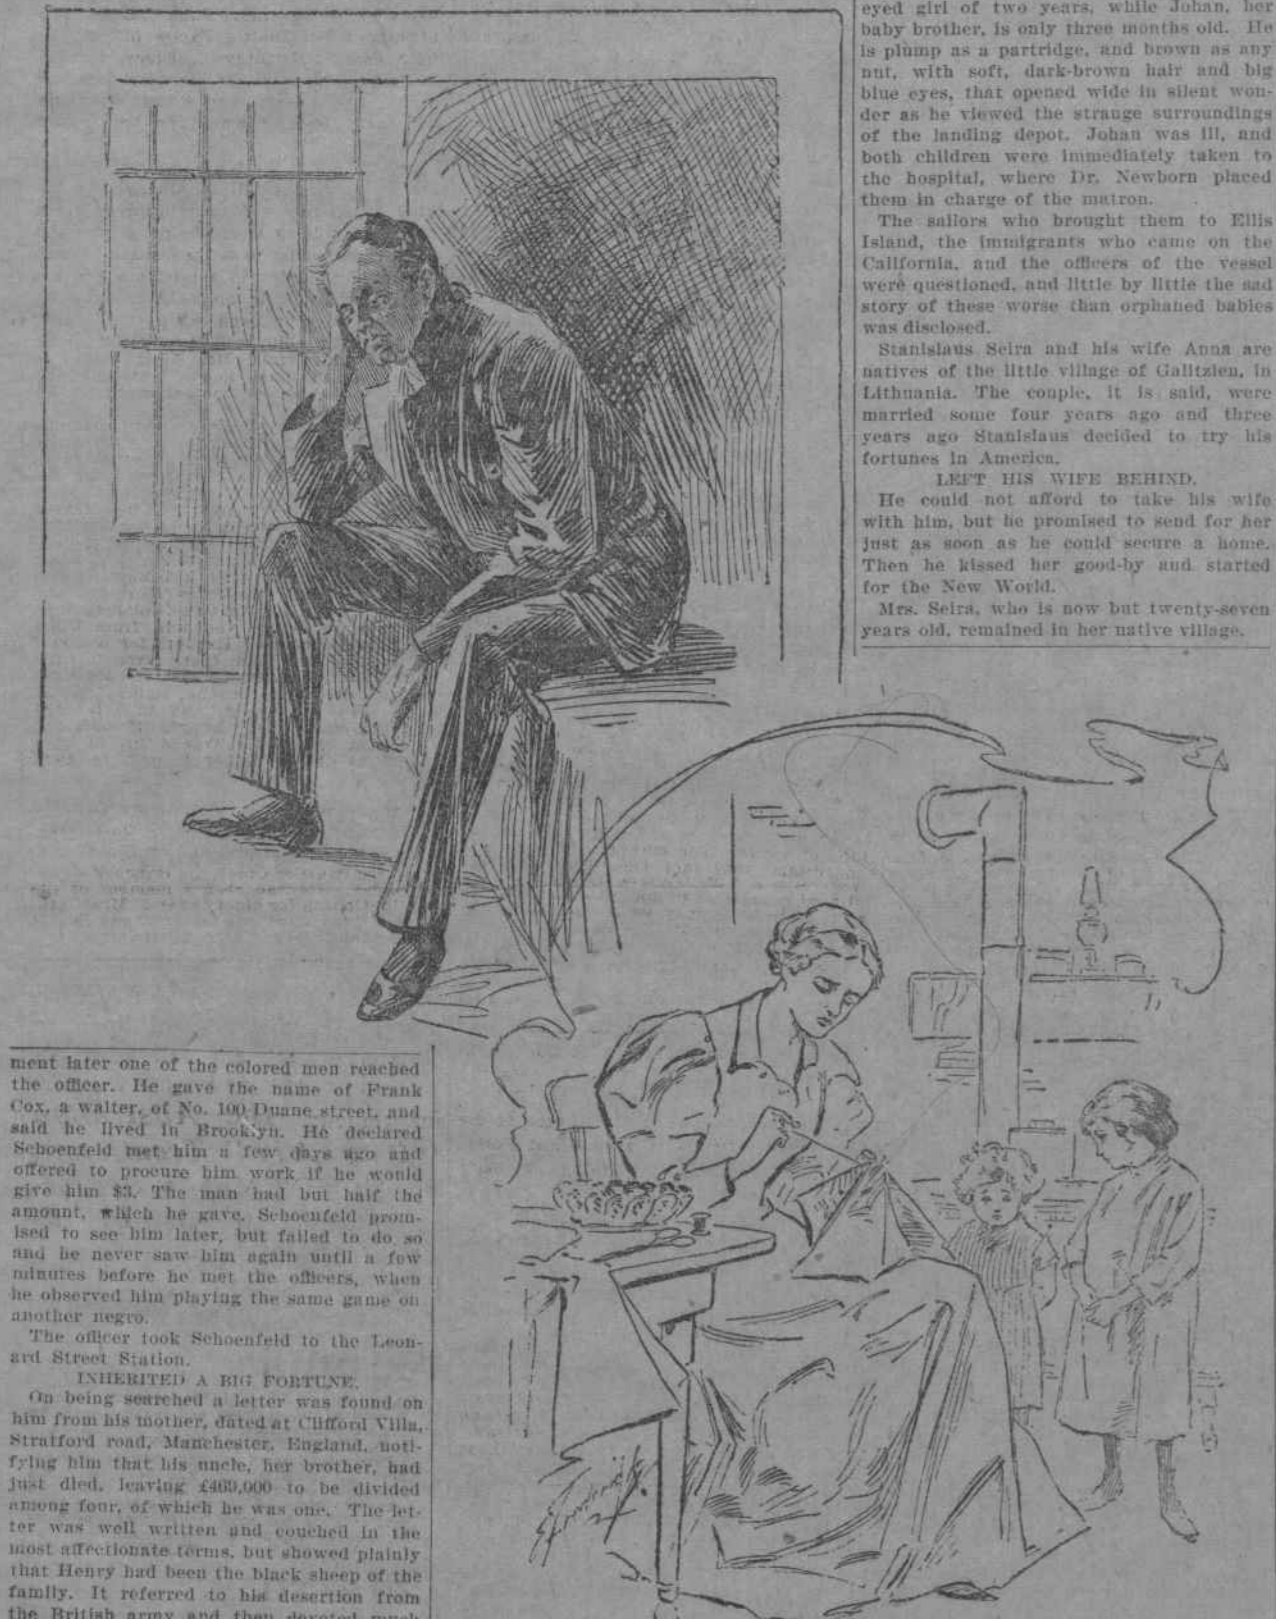 eyed girl of two years, while Johan, her
baby brother, is only three months old. He
is plump as a partridge, and brown as any
nut, with soft, dark-brown hair and big
blue eyes, that opened wide in silent won-
der as he viewed the strange surroundings
of the landing depot. Johan was ill, and
both children were immediately taken to
the hospital, where Dr. Newborn placed
them in charge of the matron.
The sailors who brought them to Ellis
Island, the immigrants who came on the
California, and the officers of the vessel
were questioned, and little by little the sad
story of these worse than orphaned babies
was disclosed.
Stanislaus Seira and his wife Anna are
natives of the little village of Galitzien, in
Lithuania. The couple, it is said, were
married some four years ago and three
years ago Stanislaus decided to try his
fortunes in America.
LEFT HIS WIFE BEHIND.
He could not afford to take his wife
with him, but he promised to send for her
just as soon as he could secure a home.
Then he kissed her good-by and started
for the New World.
Mrs. Seira, who is now but twenty-seven
years old, remained in her native village.
ment later one of the colored men reached
the officer. He gave the name of Frank
Cox, a waiter, of No. 100 Duane street, and
said he lived in Brooklyn. He declared
Schoenfeld met him a few days ago and
offered to procure him work if he would
give him $3. The man had but half the
amount, which he gave. Schoenfeld prom-
ised to see him later, but failed to do so
and he never saw him again until a few
minutes before he met the officers, when
he observed him playing the same game on
another negro.
The officer took Schoenfeld to the Leon-
ard Street Station.
INHERITED A BIG FORTUNE.
On being searched a letter was found on
him from his mother, dated at Clifford Villa,
Stratford road, Manchester, England, noti-
fying him that his uncle, her brother, had
just died, leaving £469,000 to be divided
among four, of which he was one. The let-
ter was well written and couched in the
most affectionate terms, but showed plainly
that Henry had been the black sheep of the
family. It referred to his desertion from
the British army and then devoted much